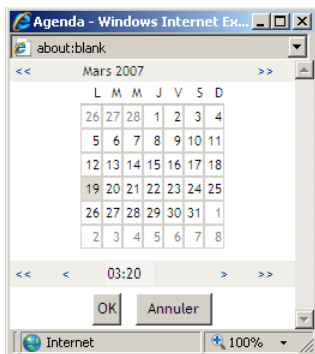 Agenda - Windows Internet Ex...
about:blank
<< Mars 2007 >>
L M M J V S D
26 27 28 1 2 3 4
5 6 7 8 9 10 11
12 13 14 15 16 17 18
19 20 21 22 23 24 25
26 27 28 29 30 31 1
2 3 4 5 6 7 8
<< < 03:20 > >>
OK Annuler
Internet 100%